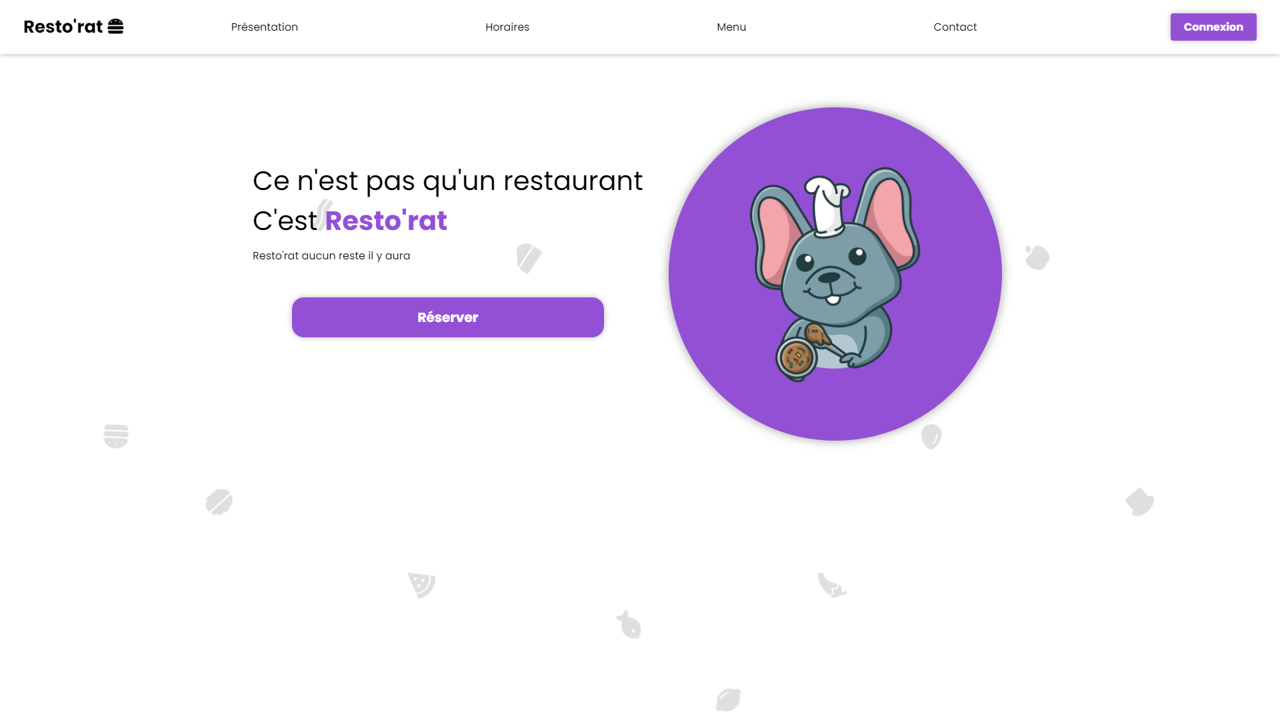 Resto'rat
Présentation
Horaires
Menu
Contact
Connexion
Ce n'est pas qu'un restaurant
C'est Resto'rat
Resto'rat aucun reste il y aura
Réserver